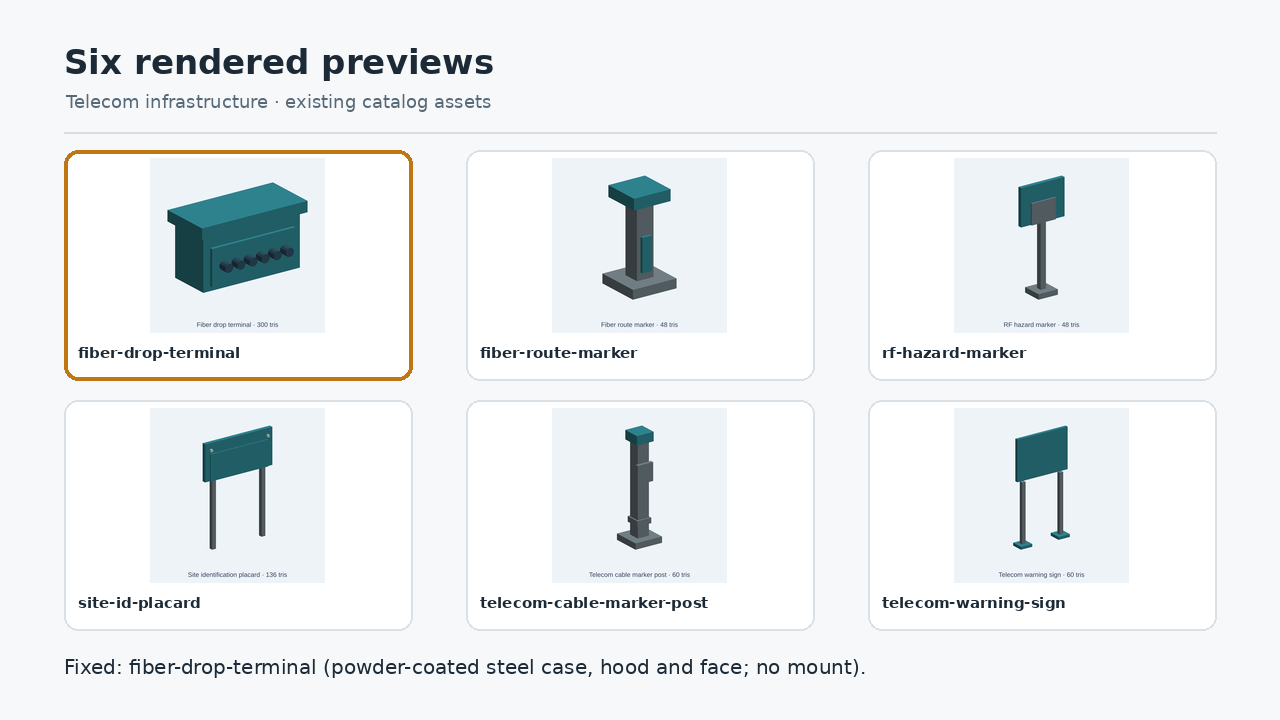 Six rendered previews
Telecom infrastructure · existing catalog assets
Fiber drop terminal · 300 tris
fiber-drop-terminal
Fiber route marker · 48 tris
fiber-route-marker
RF hazard marker · 48 tris
rf-hazard-marker
Site identification placard · 136 tris
site-id-placard
Telecom cable marker post · 60 tris
telecom-cable-marker-post
Telecom warning sign · 60 tris
telecom-warning-sign
Fixed: fiber-drop-terminal (powder-coated steel case, hood and face; no mount).